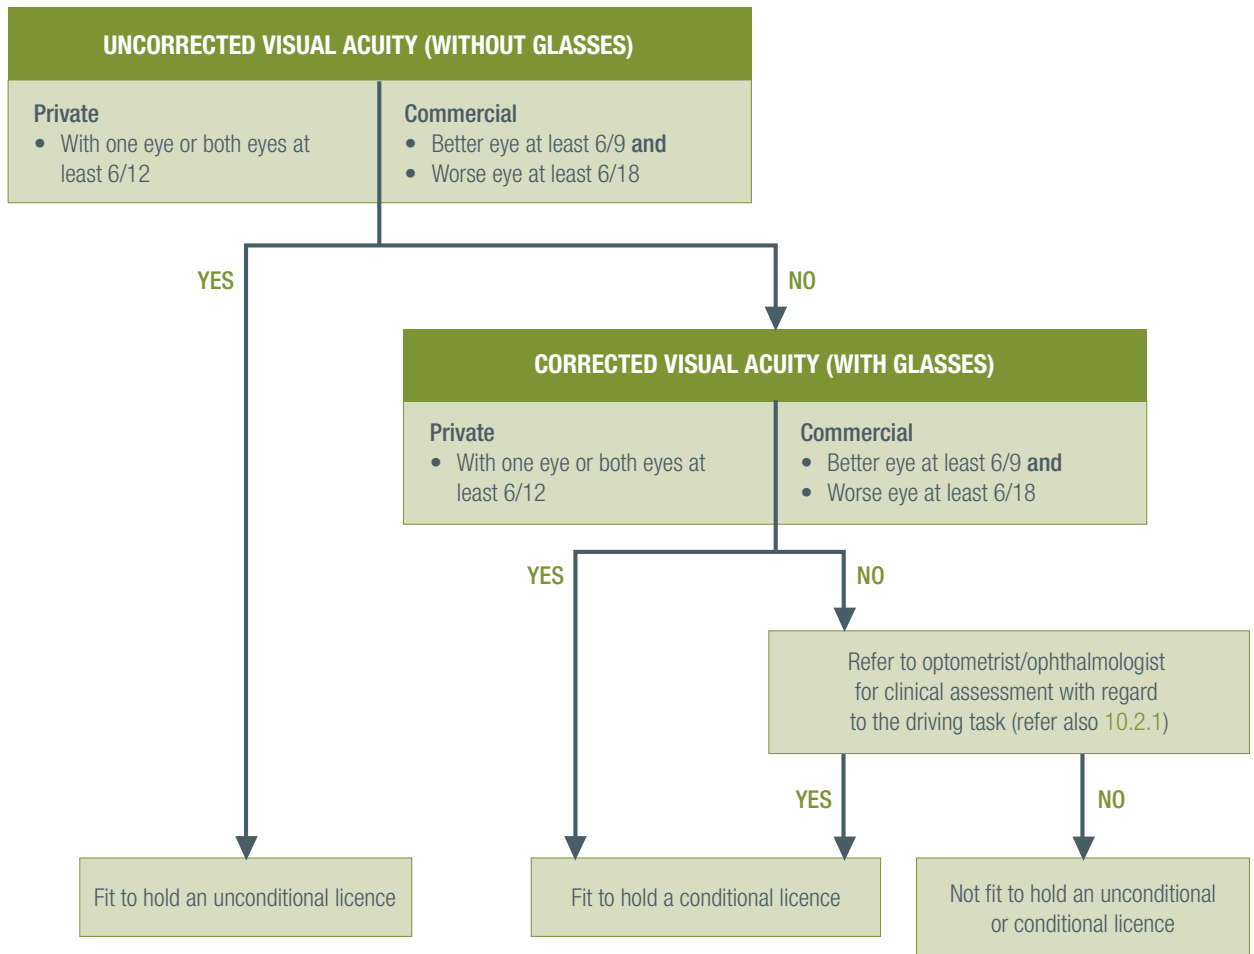 UNCORRECTED VISUAL ACUITY (WITHOUT GLASSES)
Private
• With one eye or both eyes at
least 6/12
Commercial
• Better eye at least 6/9 and
• Worse eye at least 6/18
YES
NO
CORRECTED VISUAL ACUITY (WITH GLASSES)
Private
• With one eye or both eyes at
least 6/12
Commercial
• Better eye at least 6/9 and
• Worse eye at least 6/18
YES
NO
Refer to optometrist/ophthalmologist
for clinical assessment with regard
to the driving task (refer also 10.2.1)
YES
NO
Fit to hold an unconditional licence
Fit to hold a conditional licence
Not fit to hold an unconditional
or conditional licence